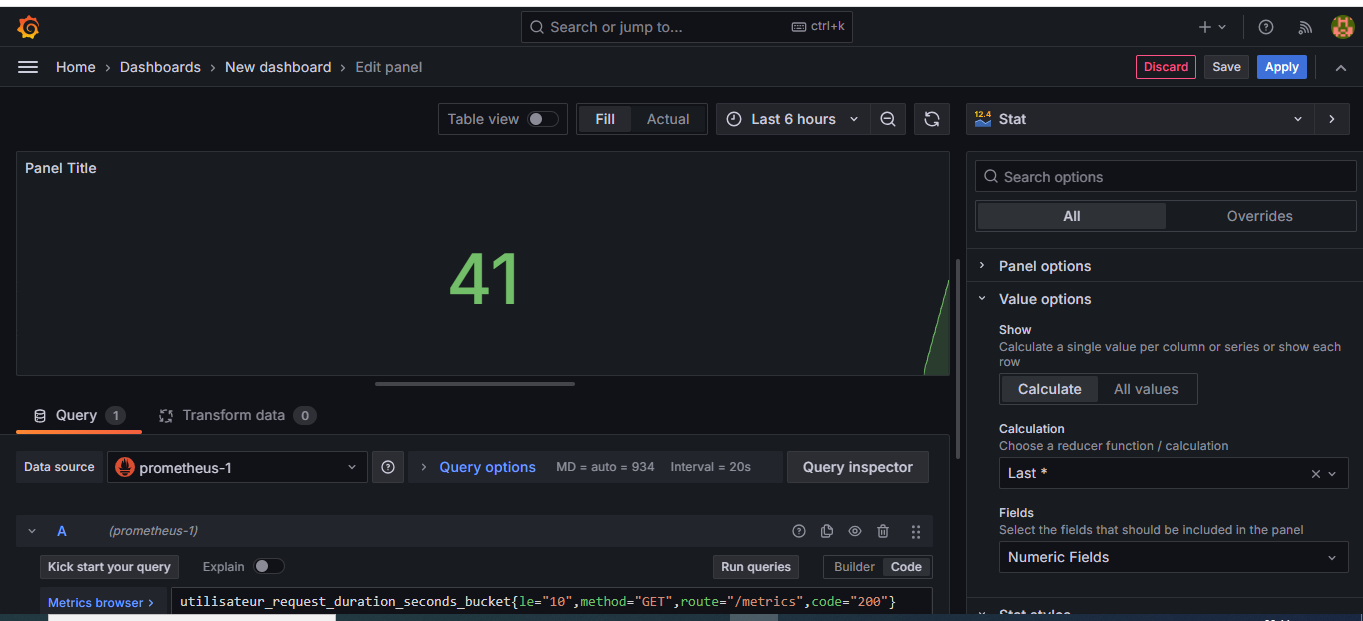 Search or jump to... ctrl+k
Home › Dashboards › New dashboard › Edit panel Discard Save Apply
Table view Fill Actual Last 6 hours 12.4 Stat
Panel Title
41
Search options
All Overrides
Panel options
Value options
Show
Calculate a single value per column or series or show each
row
Calculate All values
Calculation
Choose a reducer function / calculation
Last *
Fields
Select the fields that should be included in the panel
Numeric Fields
Stat styles
Query 1 Transform data 0
Data source prometheus-1 Query options MD = auto = 934 Interval = 20s Query inspector
A (prometheus-1)
Kick start your query Explain Run queries Builder Code
Metrics browser > utilisateur_request_duration_seconds_bucket{le="10",method="GET",route="/metrics",code="200"}